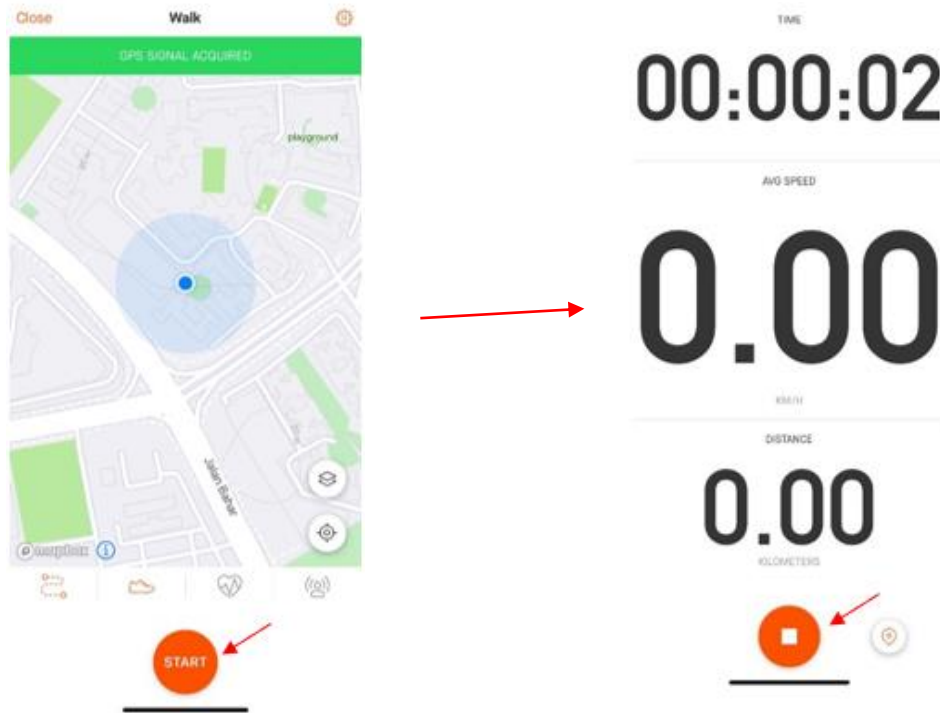 Close Walk
GPS SIGNAL ACQUIRED
playground
Jalan Bahar
mapbox
START
TIME
00:00:02
AVG SPEED
0.00
KM/H
DISTANCE
0.00
KILOMETERS